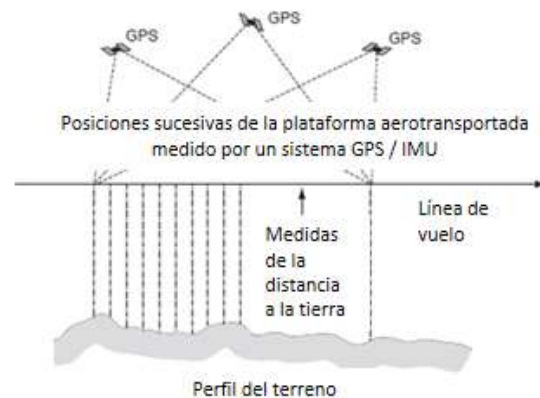 GPS
GPS
GPS
Posiciones sucesivas de la plataforma aerotransportada
medido por un sistema GPS / IMU
Línea de
vuelo
Medidas
de la
distancia
a la tierra
Perfil del terreno